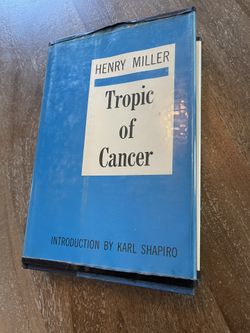 HENRY MILLER
Tropic
of
Cancer
INTRODUCTION BY KARL SHAPIRO